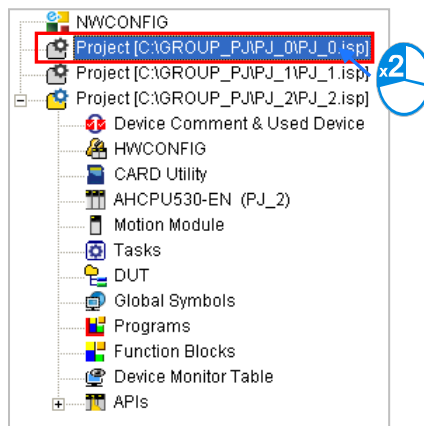 NWCONFIG
Project [C:\GROUP_PJ\PJ_0\PJ_0.isp]
Project [C:\GROUP_PJ\PJ_1\PJ_1.isp]
x2
Project [C:\GROUP_PJ\PJ_2\PJ_2.isp]
Device Comment & Used Device
HWCONFIG
CARD Utility
AHCPU530-EN (PJ_2)
Motion Module
Tasks
DUT
Global Symbols
Programs
Function Blocks
Device Monitor Table
APIs